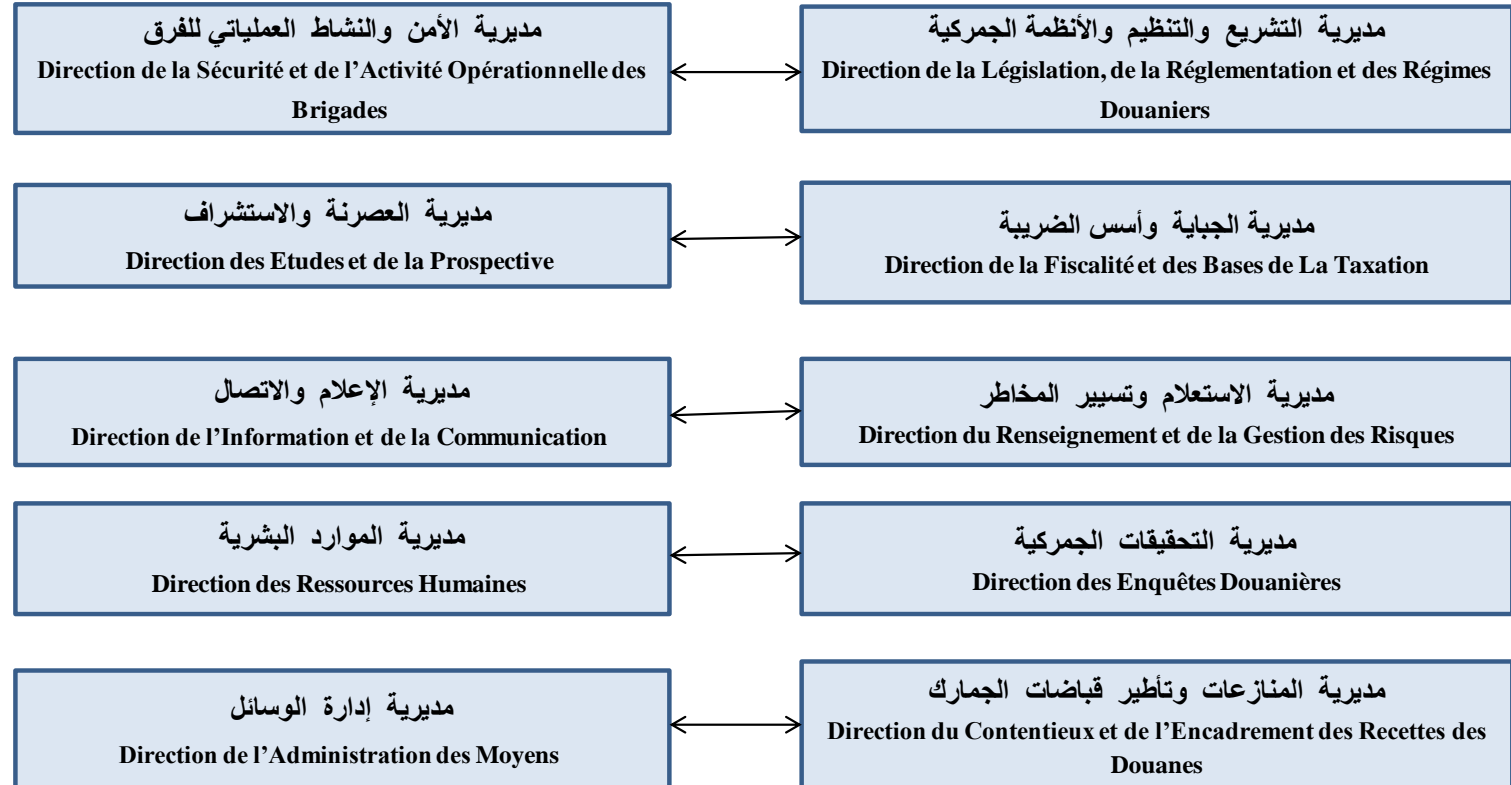 مديرية الأمن والنشاط العملياتي للفرق
Direction de la Sécurité et de l’Activité Opérationnelle des
Brigades
مديرية التشريع والتنظيم والأنظمة الجمركية
Direction de la Législation, de la Réglementation et des Régimes
Douaniers
مديرية العصرنة والاستشراف
Direction des Etudes et de la Prospective
مديرية الجباية وأسس الضريبة
Direction de la Fiscalité et des Bases de La Taxation
مديرية الإعلام والاتصال
Direction de l’Information et de la Communication
مديرية الاستعلام وتسيير المخاطر
Direction du Renseignement et de la Gestion des Risques
مديرية الموارد البشرية
Direction des Ressources Humaines
مديرية التحقيقات الجمركية
Direction des Enquêtes Douanières
مديرية إدارة الوسائل
Direction de l’Administration des Moyens
مديرية المنازعات وتأطير قباضات الجمارك
Direction du Contentieux et de l’Encadrement des Recettes des
Douanes